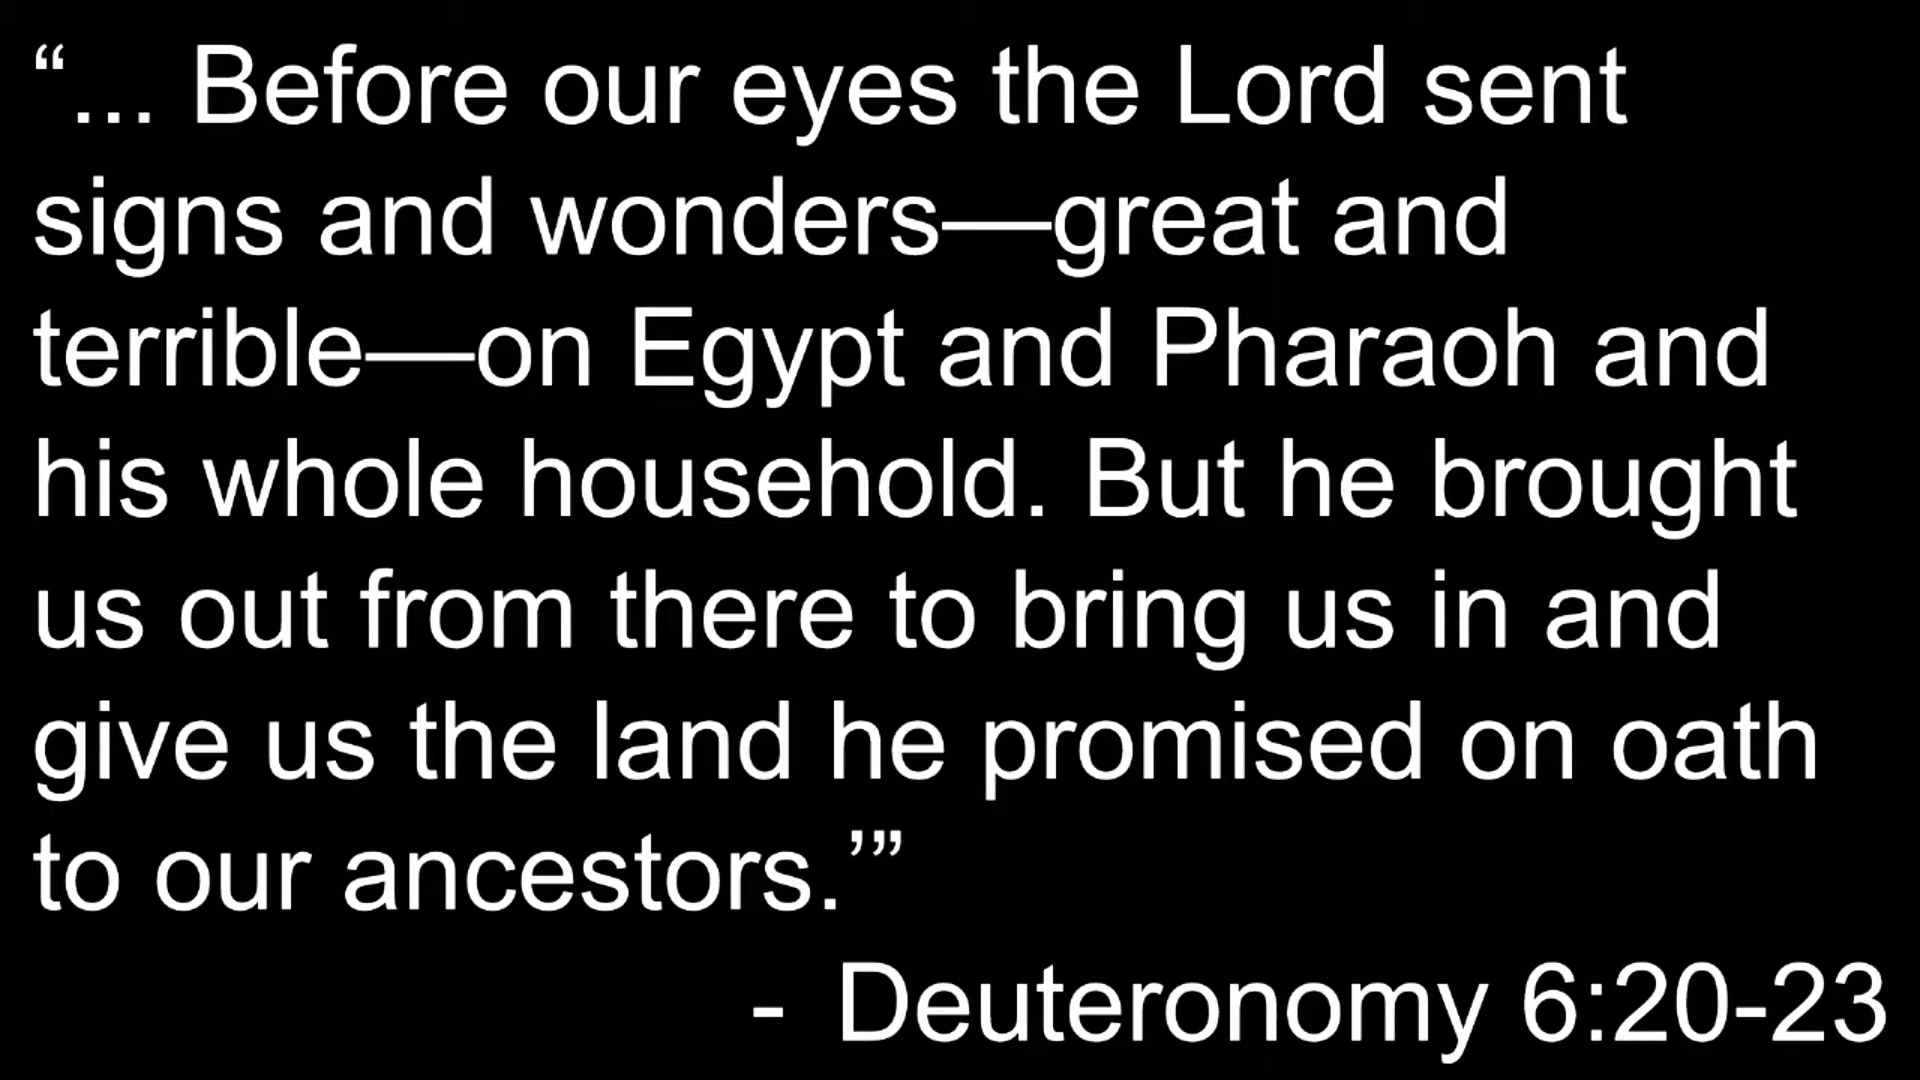 “... Before our eyes the Lord sent
signs and wonders—great and
terrible—on Egypt and Pharaoh and
his whole household. But he brought
us out from there to bring us in and
give us the land he promised on oath
to our ancestors.’”
- Deuteronomy 6:20-23